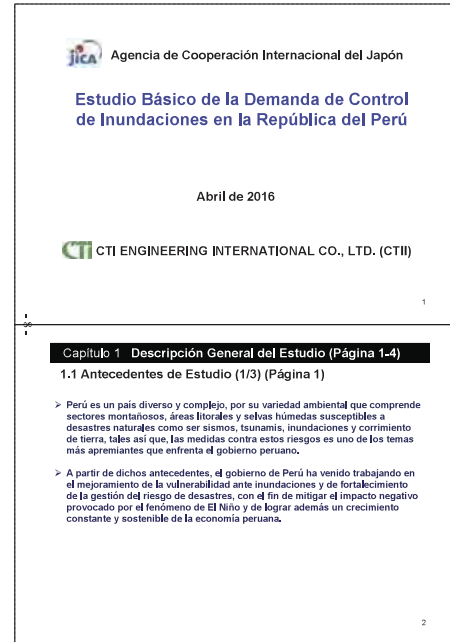 jICA Agencia de Cooperación Internacional del Japón
Estudio Básico de la Demanda de Control
de Inundaciones en la República del Perú
Abril de 2016
CTi CTI ENGINEERING INTERNATIONAL CO., LTD. (CTII)
1
Capítulo 1 Descripción General del Estudio (Página 1-4)
1.1 Antecedentes de Estudio (1/3) (Página 1)
➢ Perú es un país diverso y complejo, por su variedad ambiental que comprende
sectores montañosos, áreas litorales y selvas húmedas susceptibles a
desastres naturales como ser sismos, tsunamis, inundaciones y corrimiento
de tierra, tales así que, las medidas contra estos riesgos es uno de los temas
más apremiantes que enfrenta el gobierno peruano.
➢ A partir de dichos antecedentes, el gobierno de Perú ha venido trabajando en
el mejoramiento de la vulnerabilidad ante inundaciones y de fortalecimiento
de la gestión del riesgo de desastres, con el fin de mitigar el impacto negativo
provocado por el fenómeno de El Niño y de lograr además un crecimiento
constante y sostenible de la economía peruana.
2